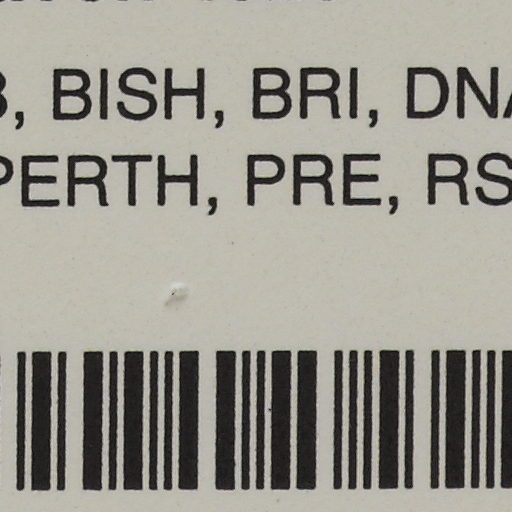 B, BISH, BRI, DNA
PERTH, PRE, RS